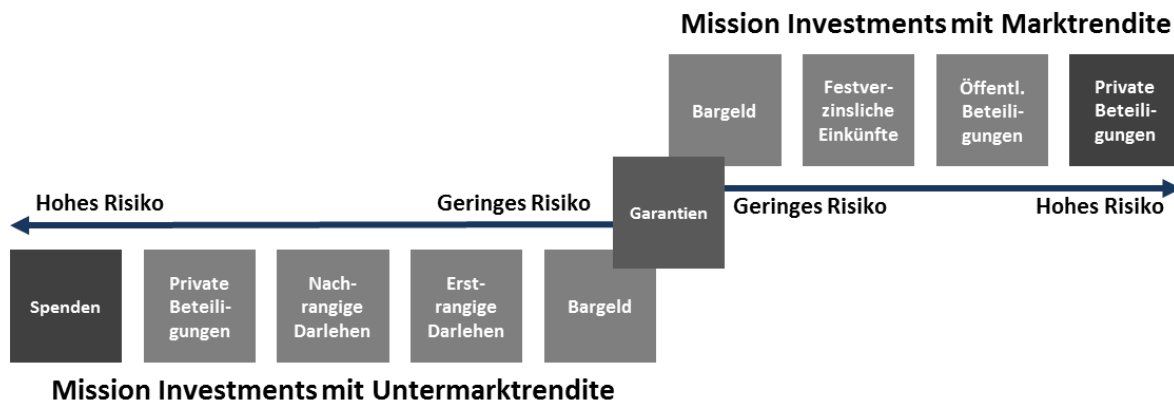 Mission Investments mit Marktrendite
Bargeld
Festver-
zinsliche
Einkünfte
Öffentl.
Beteili-
gungen
Private
Beteili-
gungen
Hohes Risiko
Geringes Risiko
Garantien
Geringes Risiko
Hohes Risiko
Spenden
Private
Beteili-
gungen
Nach-
rangige
Darlehen
Erst-
rangige
Darlehen
Bargeld
Mission Investments mit Untermarktrendite